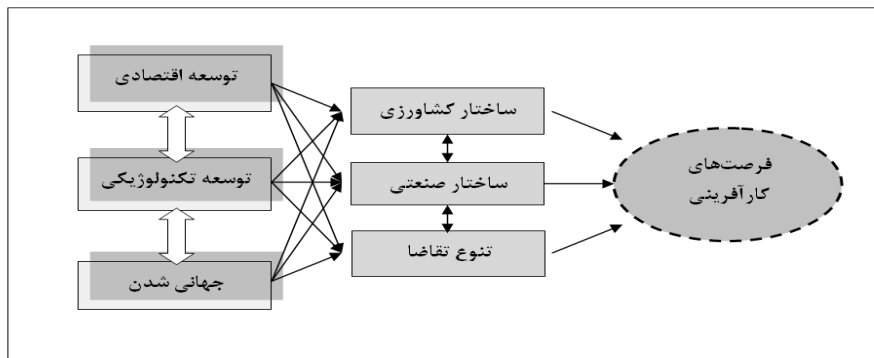 توسعه اقتصادی
توسعه تکنولوژیکی
جهانی شدن
ساختار کشاورزی
ساختار صنعتی
تنوع تقاضا
فرصت‌های
کارآفرینی